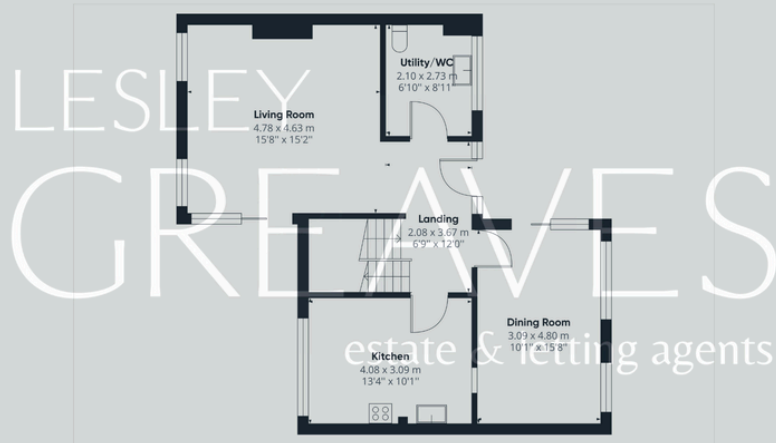 LESLEY
GREAVES
estate & letting agents
Living Room
4.78 x 4.63 m
15'8" x 15'2"
Utility/WC
2.10 x 2.73 m
6'10" x 8'11"
Landing
2.08 x 3.67 m
6'9" x 12'0"
Dining Room
3.09 x 4.80 m
10'1" x 15'8"
Kitchen
4.08 x 3.09 m
13'4" x 10'1"